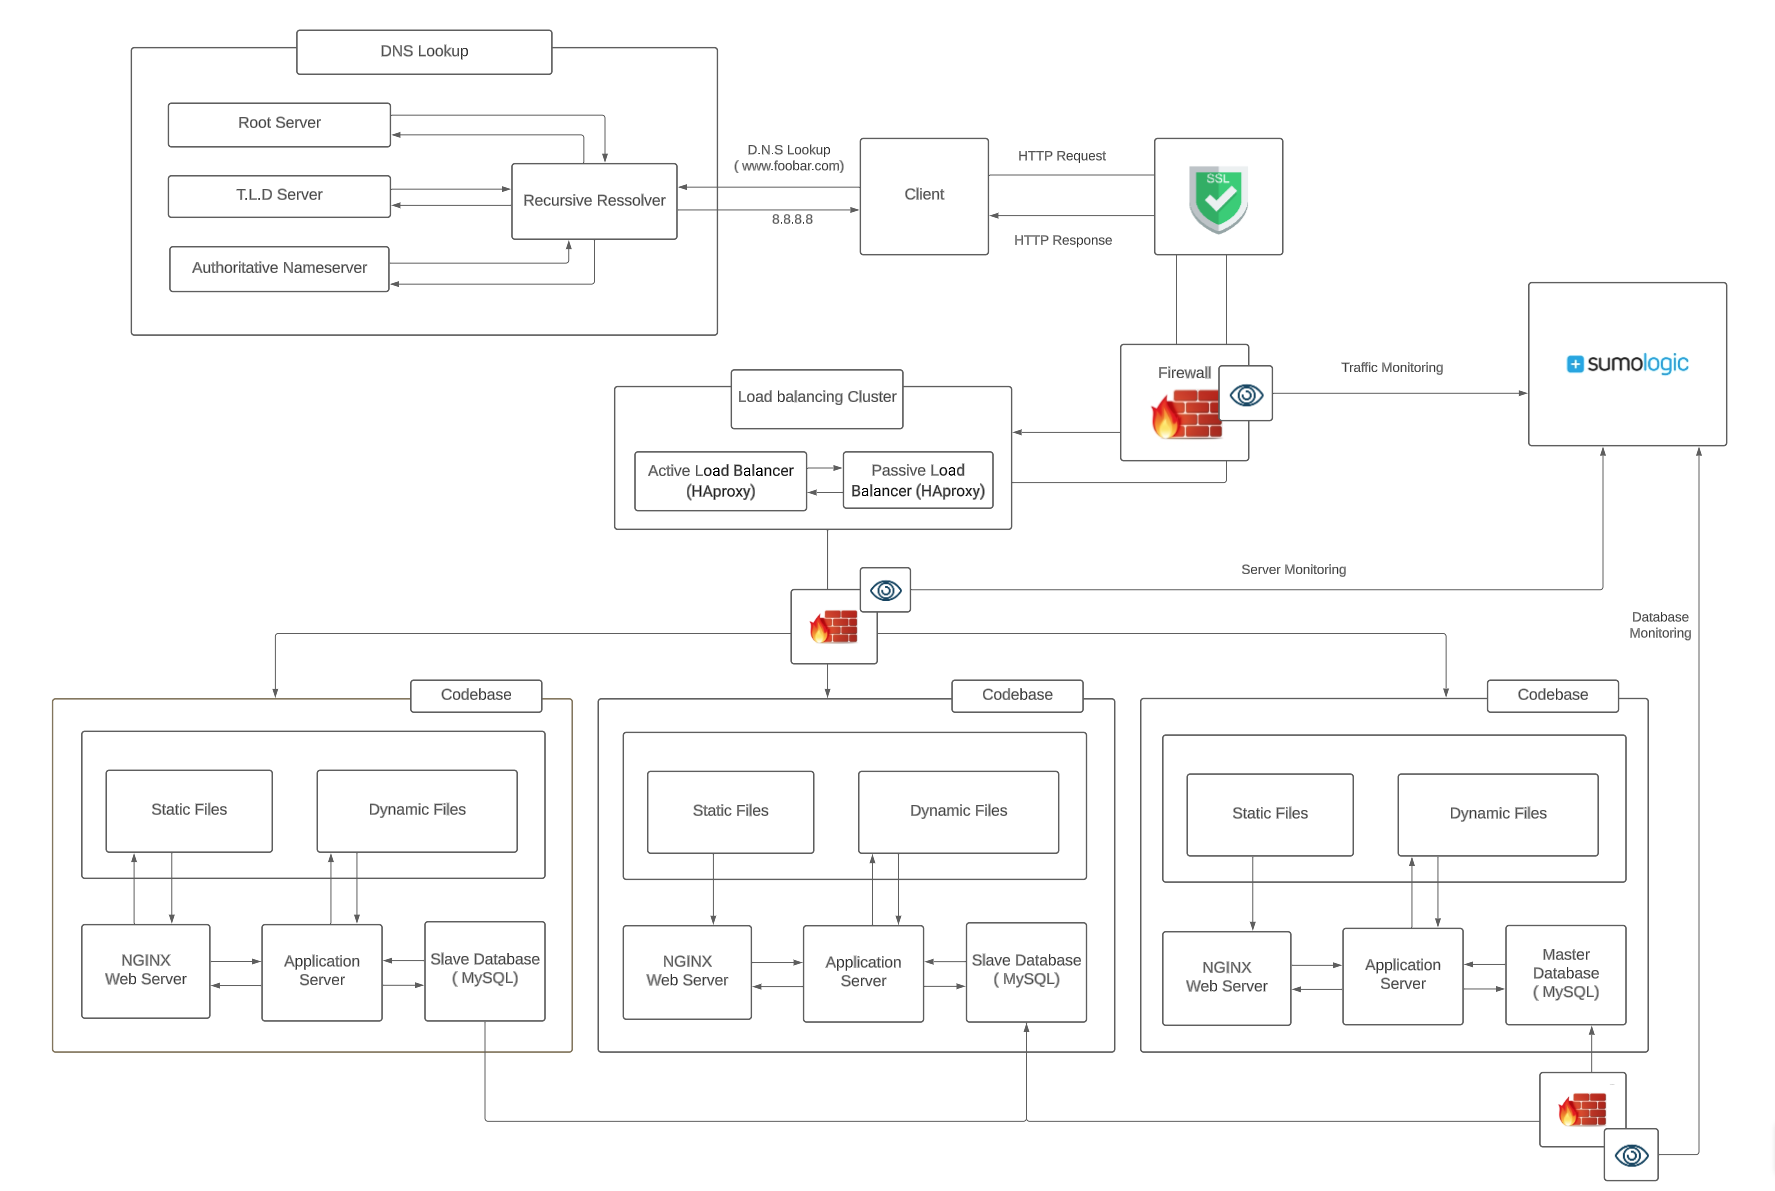 DNS Lookup
Root Server
T.L.D Server
Authoritative Nameserver
Recursive Ressolver
D.N.S Lookup
( www.foobar.com)
8.8.8.8
Client
HTTP Request
HTTP Response
SSL
Firewall
Traffic Monitoring
sumologic
Load balancing Cluster
Active Load Balancer
(HAproxy)
Passive Load
Balancer (HAproxy)
Server Monitoring
Database
Monitoring
Codebase
Static Files
Dynamic Files
NGINX
Web Server
Application
Server
Slave Database
( MySQL)
Codebase
Static Files
Dynamic Files
NGINX
Web Server
Application
Server
Slave Database
( MySQL)
Codebase
Static Files
Dynamic Files
NGINX
Web Server
Application
Server
Master
Database
( MySQL)